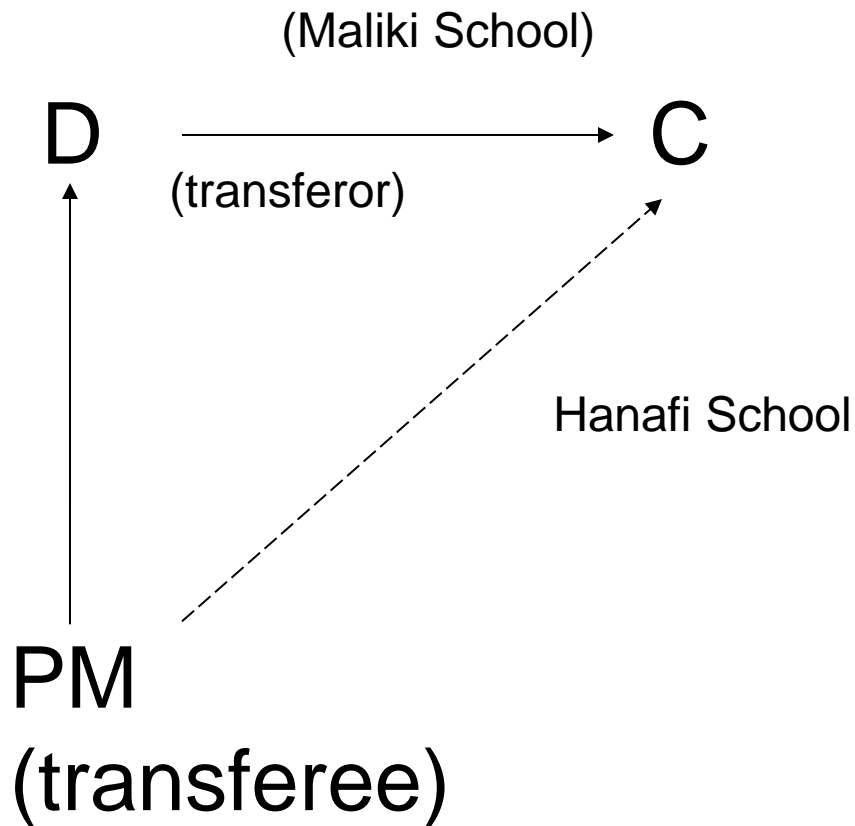 (Maliki School)
D C
(transferor)
Hanafi School
PM
(transferee)